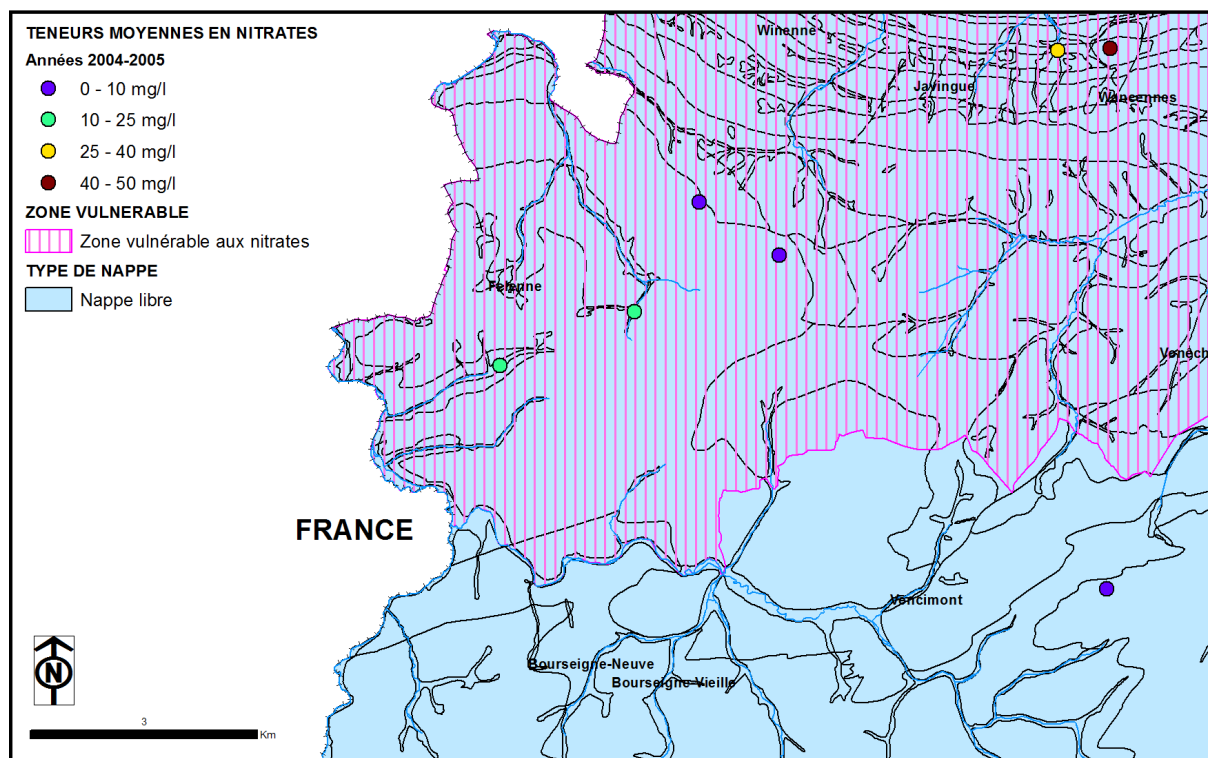 TENEURS MOYENNES EN NITRATES
Années 2004-2005
0 - 10 mg/l
10 - 25 mg/l
25 - 40 mg/l
40 - 50 mg/l
ZONE VULNERABLE
Zone vulnérable aux nitrates
TYPE DE NAPPE
Nappe libre
Winenne
Javingue
Wancennes
Felenne
Vonêch
FRANCE
Vencimont
Bourseigne-Neuve
Bourseigne-Vieille
N
3
Km